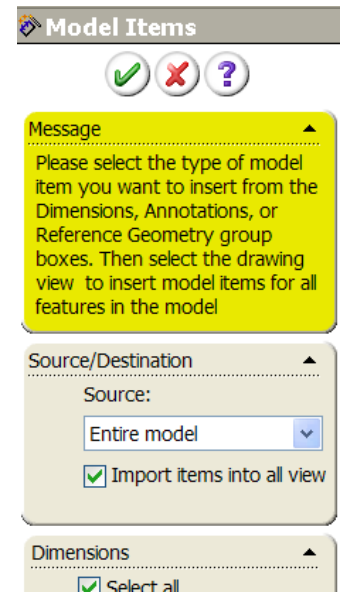 Model Items
?
Message
Please select the type of model
item you want to insert from the
Dimensions, Annotations, or
Reference Geometry group
boxes. Then select the drawing
view to insert model items for all
features in the model
Source/Destination
Source:
Entire model
Import items into all view
Dimensions
Select all